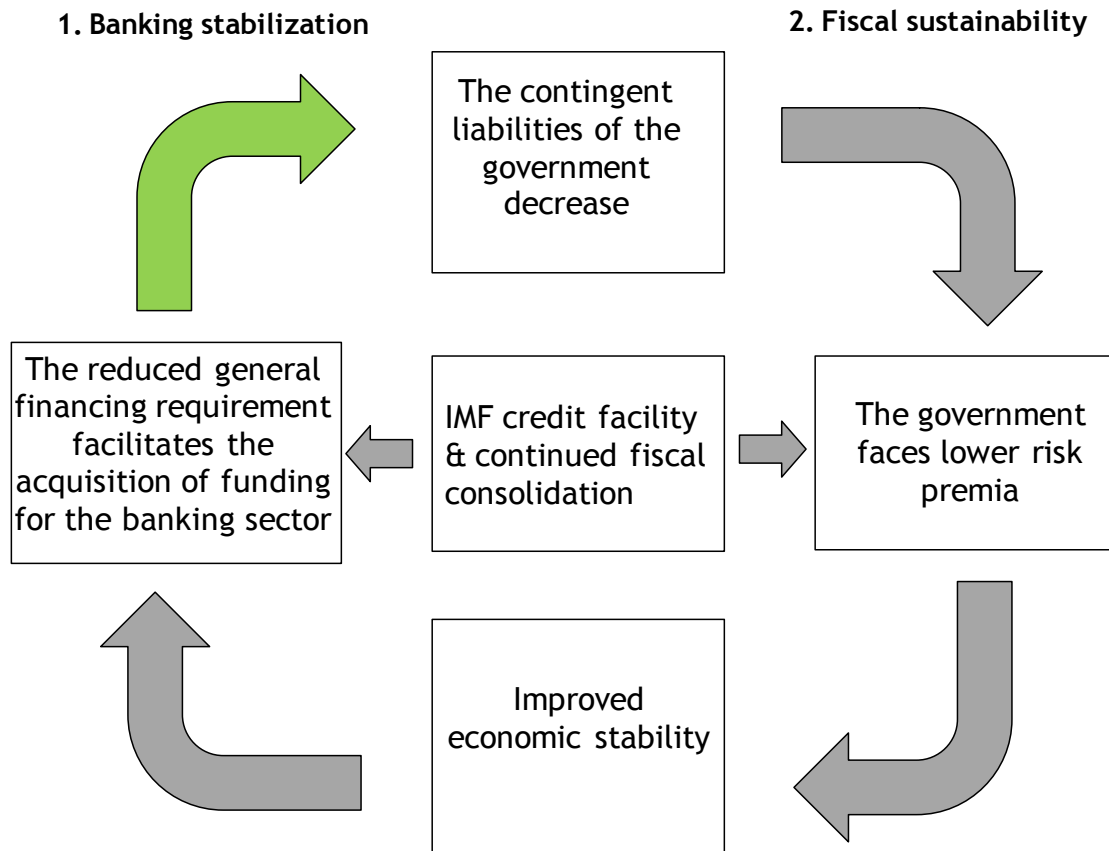 1. Banking stabilization
2. Fiscal sustainability
The contingent
liabilities of the
government
decrease
The reduced general
financing requirement
facilitates the
acquisition of funding
for the banking sector
IMF credit facility
& continued fiscal
consolidation
The government
faces lower risk
premia
Improved
economic stability